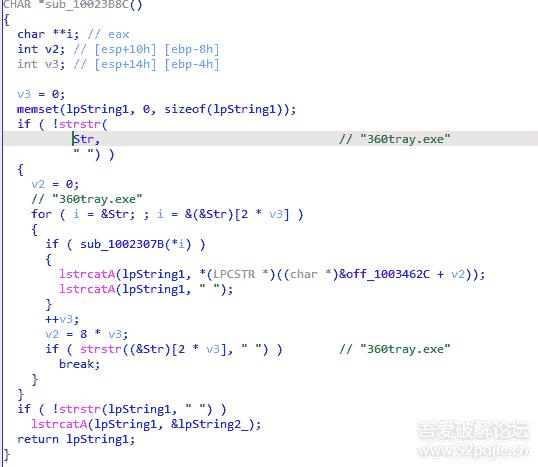 CHAR *sub_10023B8C()
{
char **i; // eax
int v2; // [esp+10h] [ebp-8h]
int v3; // [esp+14h] [ebp-4h]
v3 = 0;
memset(lpString1, 0, sizeof(lpString1));
if ( !strstr(
Str, // "360tray.exe"
" ") )
{
v2 = 0;
// "360tray.exe"
for ( i = &Str; ; i = &(&Str)[2 * v3] )
{
if ( sub_1002307B(*i) )
{
lstrcatA(lpString1, *(LPCSTR *)((char *)&off_1003462C + v2));
lstrcatA(lpString1, " ");
}
++v3;
v2 = 8 * v3;
if ( strstr((&Str)[2 * v3], " ") ) // "360tray.exe"
break;
}
}
if ( !strstr(lpString1, " ") )
lstrcatA(lpString1, &lpString2_);
return lpString1;
}
吾爱破解论坛
www.52pojie.cn